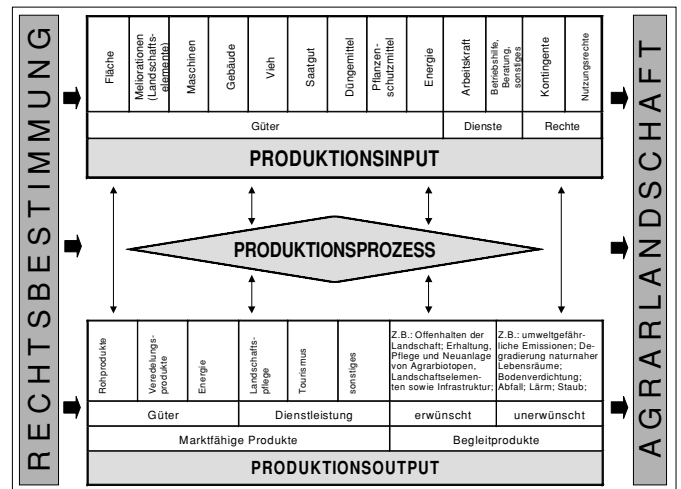 RECHTSBESTIMMUNG
Fläche
Meliorationen
(Landschafts-
elemente)
Maschinen
Gebäude
Vieh
Saatgut
Düngemittel
Pflanzen-
schutzmittel
Energie
Arbeitskraft
Betriebshilfe,
Beratung,
sonstiges
Kontingente
Nutzungsrechte
Güter
Dienste
Rechte
PRODUKTIONSINPUT
PRODUKTIONSPROZESS
Rohprodukte
Veredelungs-
produkte
Energie
Landschafts-
pflege
Tourismus
sonstiges
Z.B.: Offenhalten der
Landschaft; Erhaltung,
Pflege und Neuanlage
von Agrarbiotopen,
Landschaftselemen-
ten sowie Infrastruktur;
Z.B.: umweltgefähr-
liche Emissionen; De-
gradierung naturnaher
Lebensräume;
Bodenverdichtung;
Abfall; Lärm; Staub;
Güter
Dienstleistung
erwünscht
unerwünscht
Marktfähige Produkte
Begleitprodukte
PRODUKTIONSOUTPUT
AGRARLANDSCHAFT